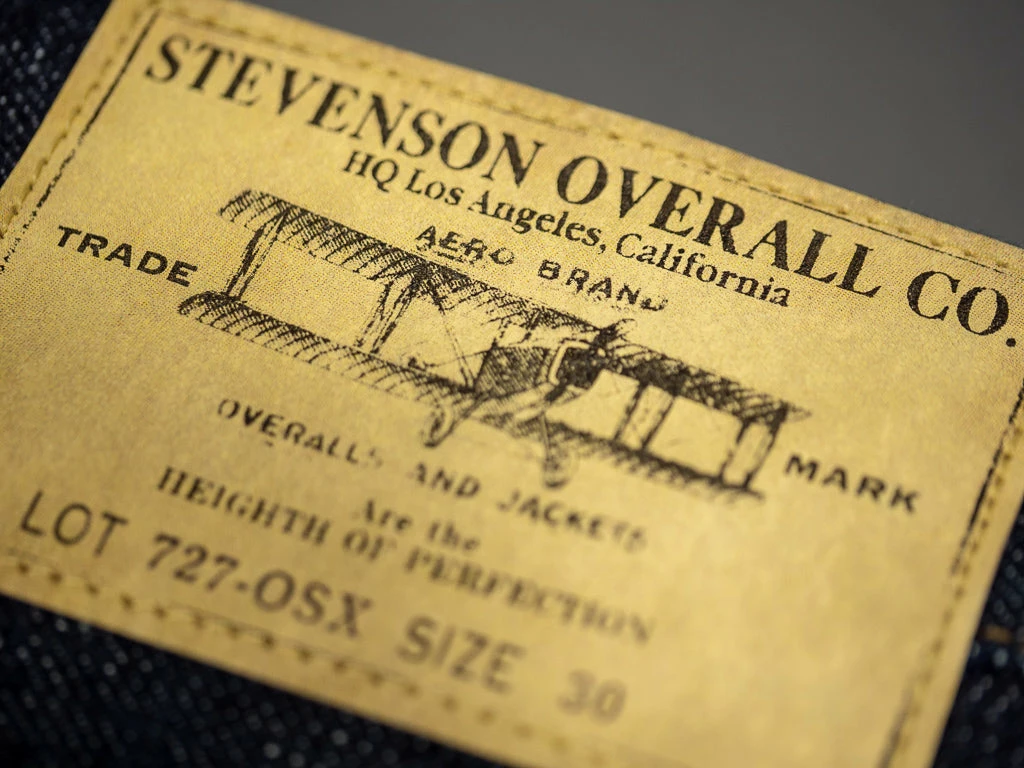 STEVENSON OVERALL CO.
HQ Los Angeles, California
AERO BRAND
TRADE MARK
OVERALLS AND JACKETS
Are the
HEIGHTH OF PERFECTION
LOT 727-OSX SIZE 30